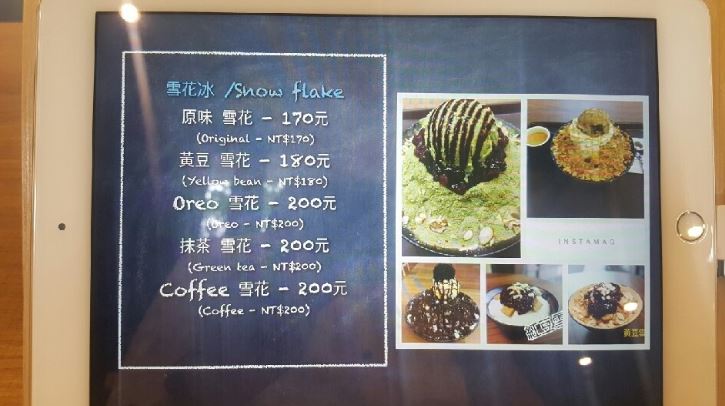 雪花冰 /Snow flake
原味 雪花 - 170元
(Original - NT$170)
黃豆 雪花 - 180元
(Yellow bean - NT$180)
Oreo 雪花 - 200元
(Oreo - NT$200)
抹茶 雪花 - 200元
(Green tea - NT$200)
Coffee 雪花 - 200元
(Coffee - NT$200)
INSTAMAG